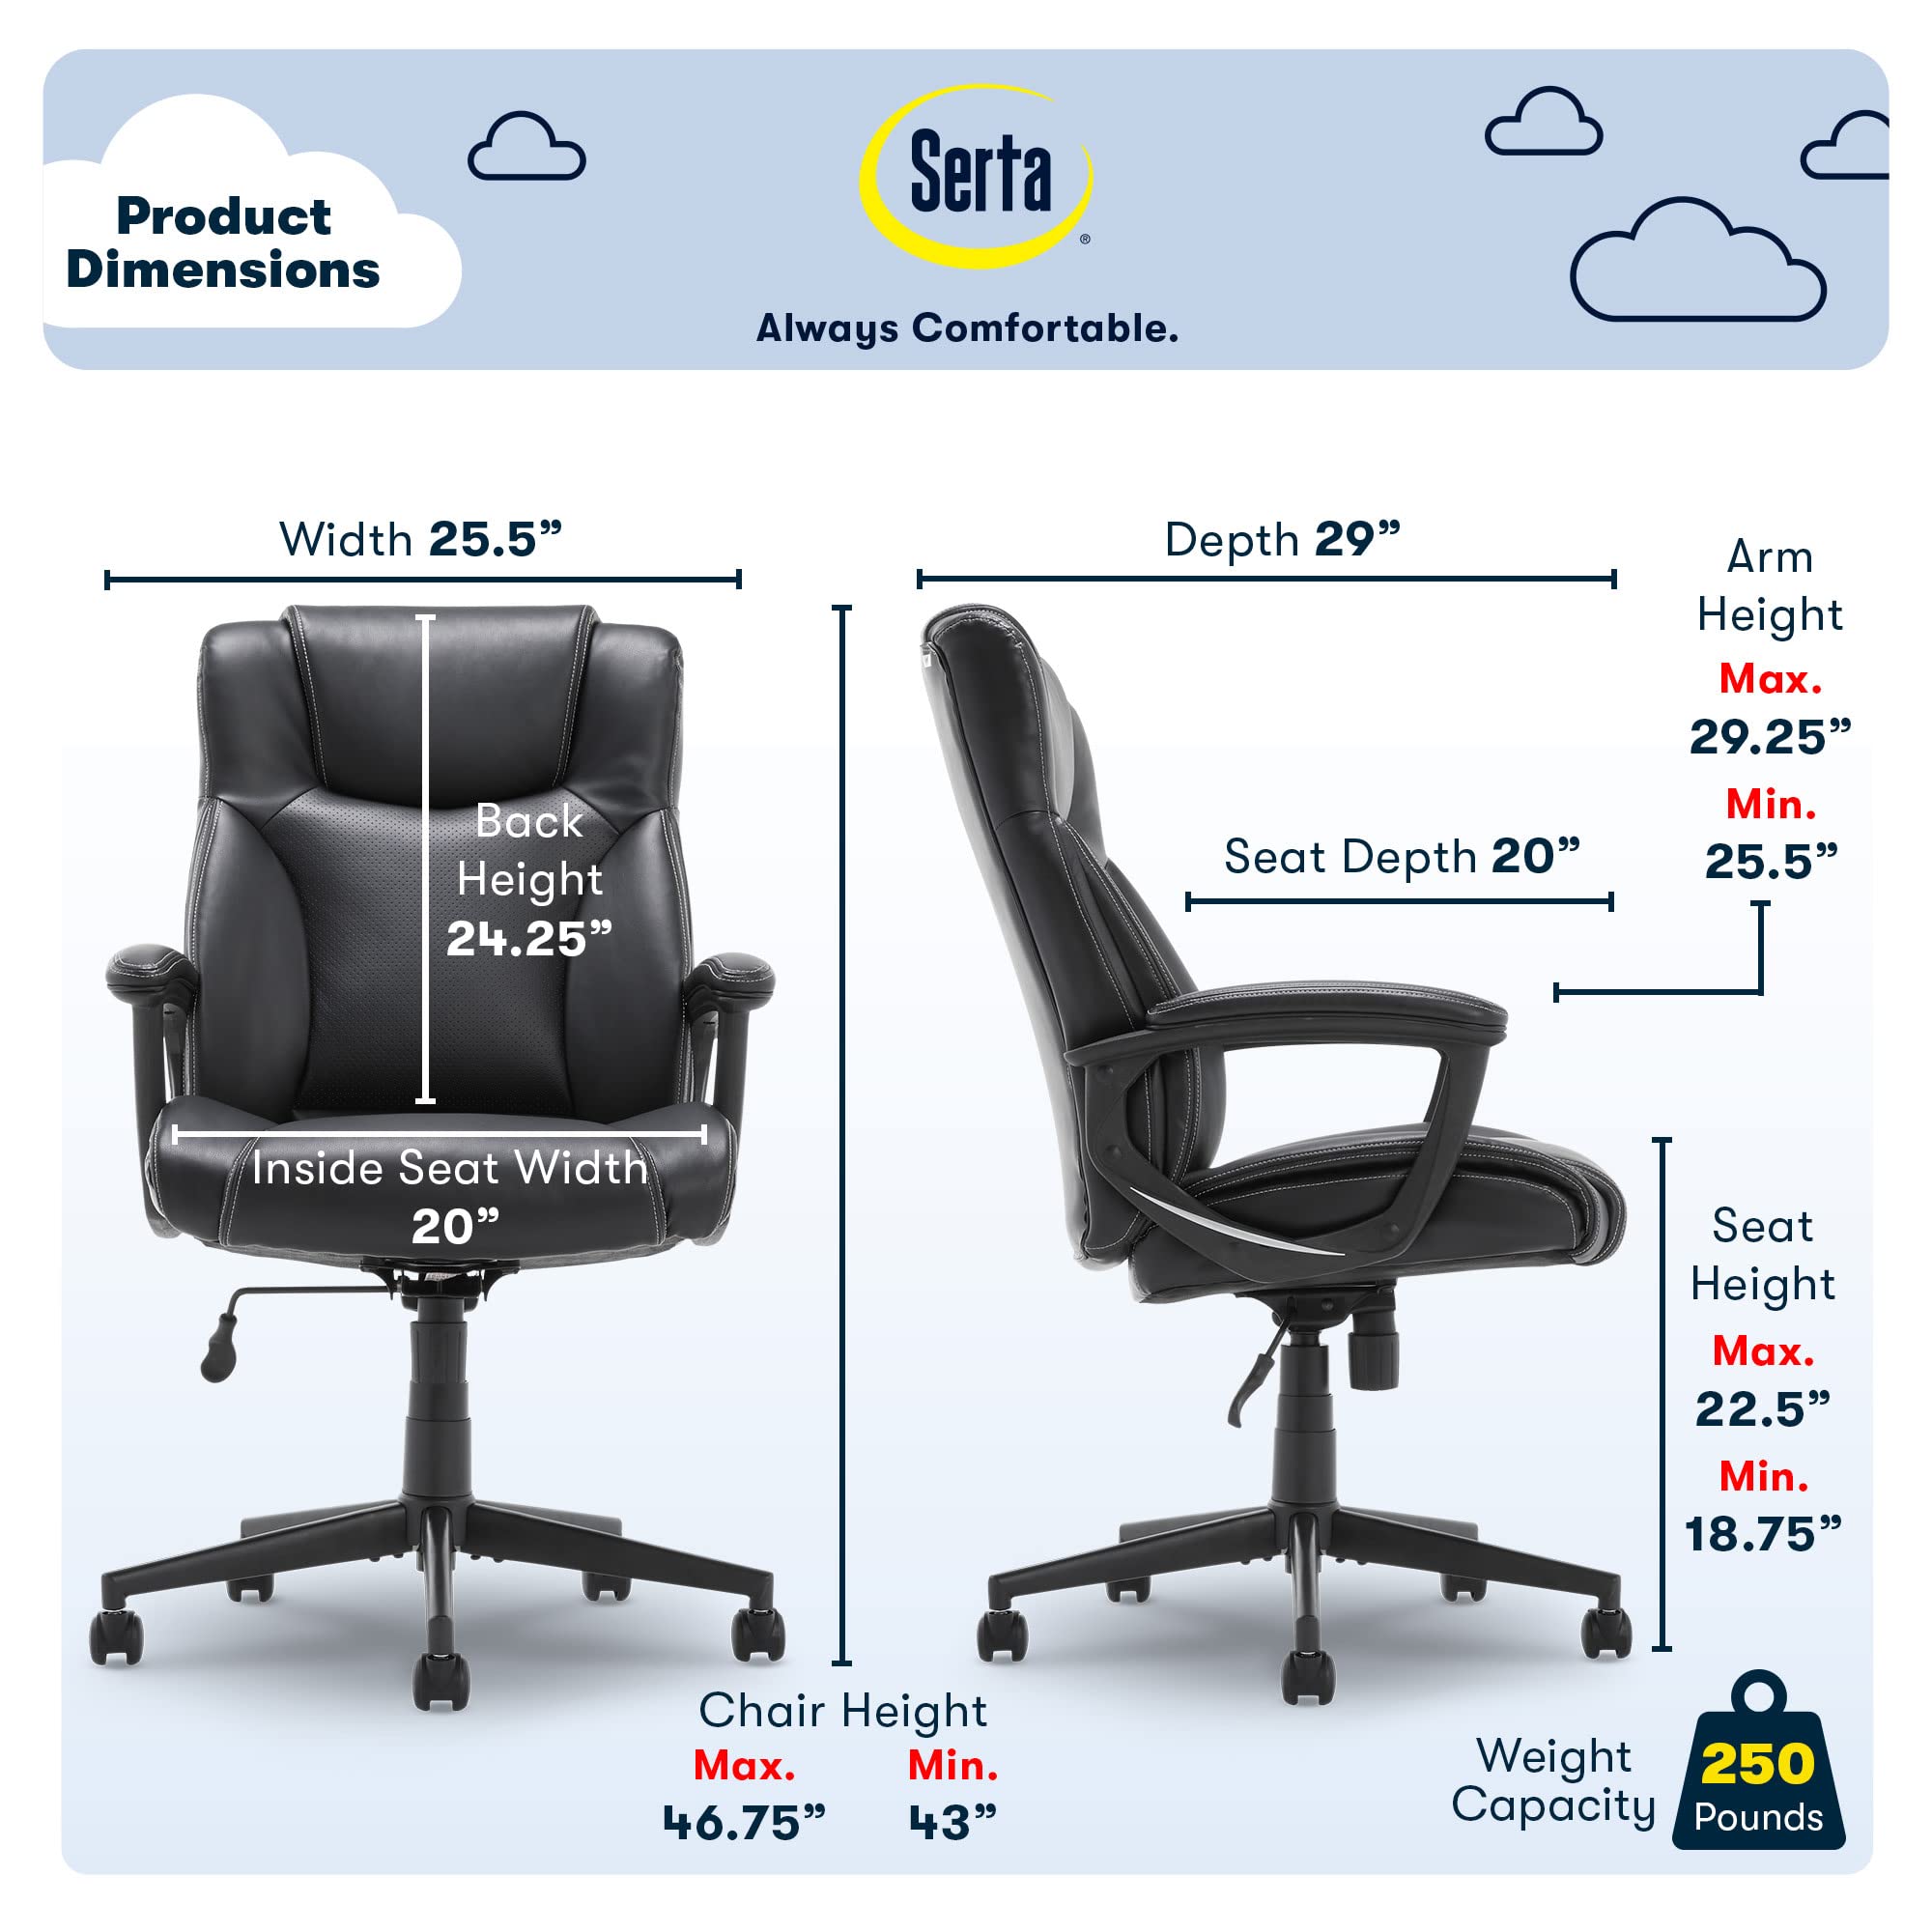 Product
Dimensions
Serta
®
Always Comfortable.
Width 25.5”
Depth 29”
Arm
Height
Max.
29.25”
Min.
25.5”
Back
Height
24.25”
Seat Depth 20”
Inside Seat Width
20”
Seat
Height
Max.
22.5”
Min.
18.75”
Chair Height
Max. Min.
46.75” 43”
Weight
Capacity
250
Pounds